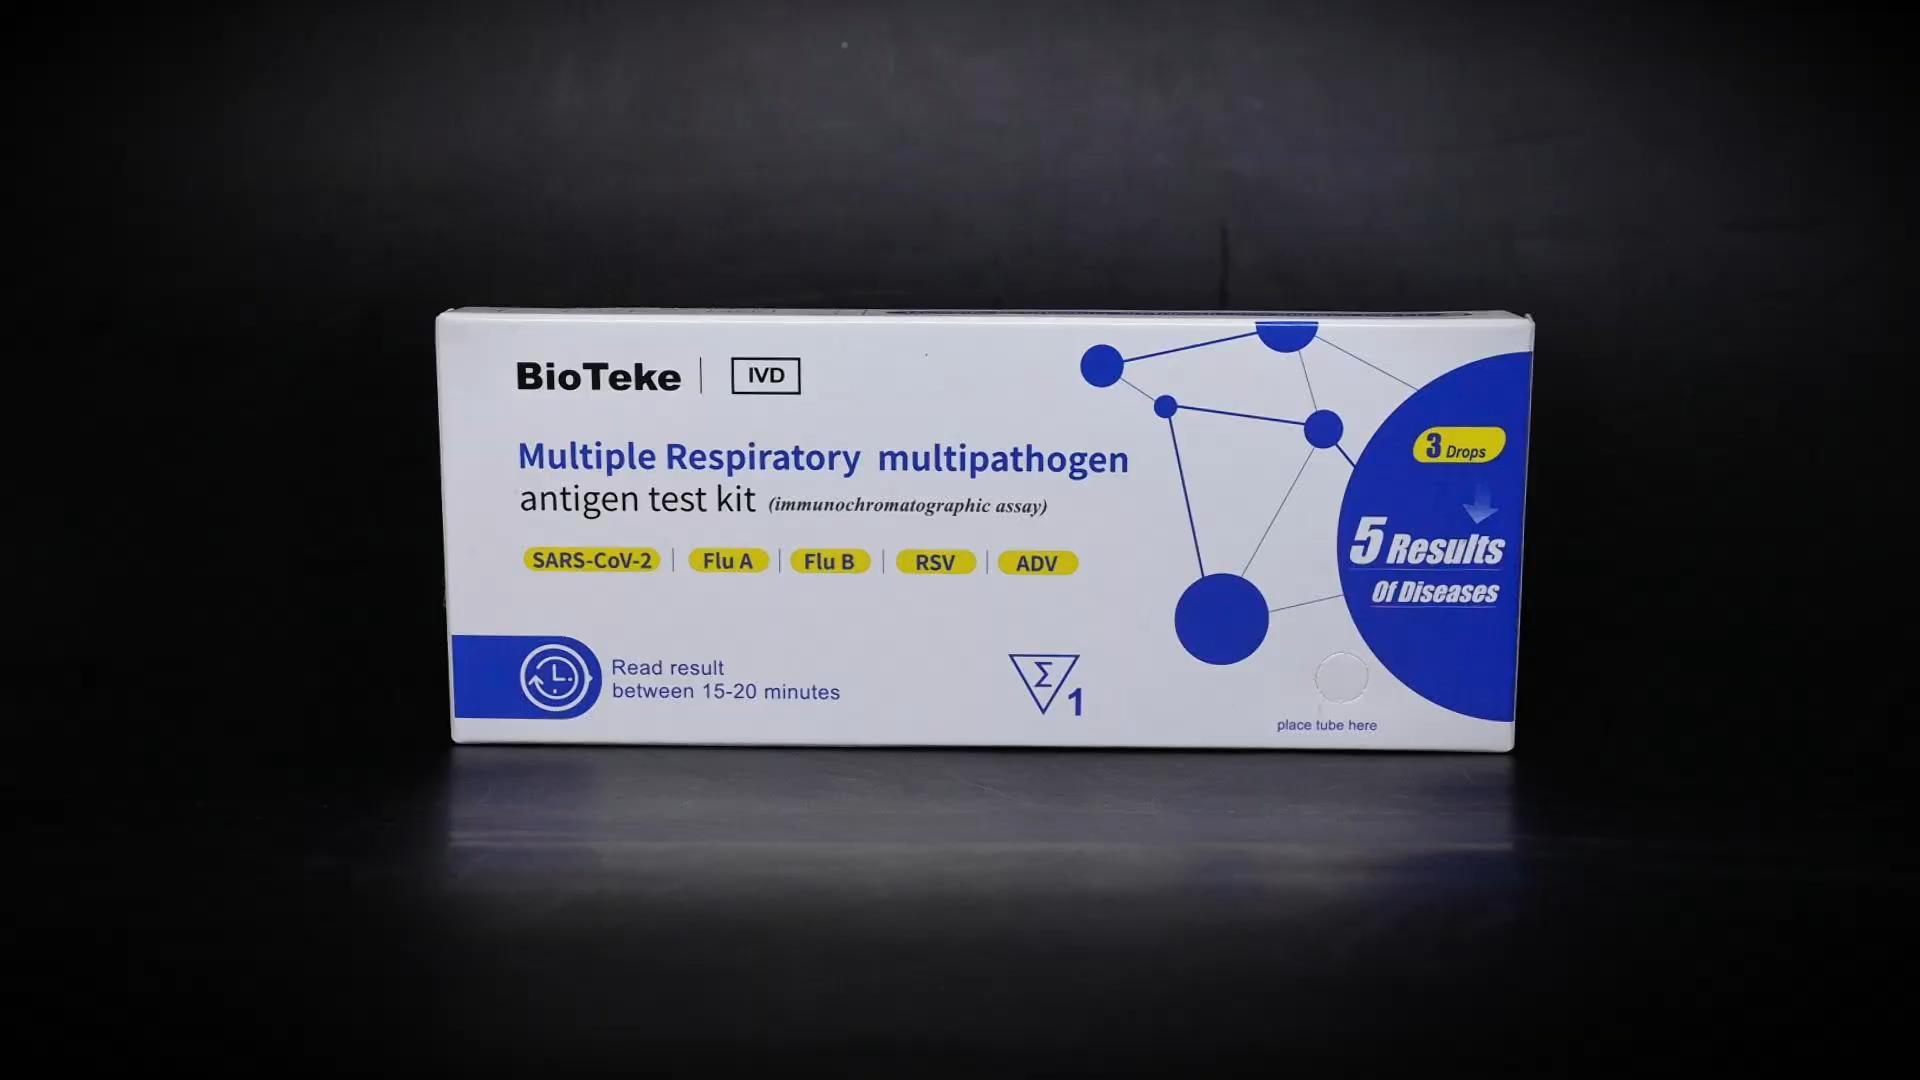 BioTeke | IVD
Multiple Respiratory multipathogen
antigen test kit (immunochromatographic assay)
SARS-CoV-2 | Flu A | Flu B | RSV | ADV
3 Drops
5 Results
Of Diseases
Read result
between 15-20 minutes
Σ 1
place tube here